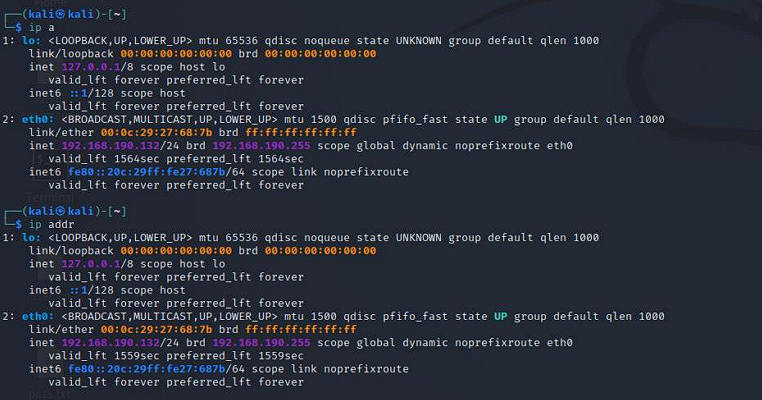 ┌──(kali㉿kali)-[~]
└─$ ip a
1: lo: <LOOPBACK,UP,LOWER_UP> mtu 65536 qdisc noqueue state UNKNOWN group default qlen 1000
    link/loopback 00:00:00:00:00:00 brd 00:00:00:00:00:00
    inet 127.0.0.1/8 scope host lo
       valid_lft forever preferred_lft forever
    inet6 ::1/128 scope host
       valid_lft forever preferred_lft forever
2: eth0: <BROADCAST,MULTICAST,UP,LOWER_UP> mtu 1500 qdisc pfifo_fast state UP group default qlen 1000
    link/ether 00:0c:29:27:68:7b brd ff:ff:ff:ff:ff:ff
    inet 192.168.190.132/24 brd 192.168.190.255 scope global dynamic noprefixroute eth0
       valid_lft 1564sec preferred_lft 1564sec
    inet6 fe80::20c:29ff:fe27:687b/64 scope link noprefixroute
       valid_lft forever preferred_lft forever
Terminal
┌──(kali㉿kali)-[~]
└─$ ip addr
1: lo: <LOOPBACK,UP,LOWER_UP> mtu 65536 qdisc noqueue state UNKNOWN group default qlen 1000
    link/loopback 00:00:00:00:00:00 brd 00:00:00:00:00:00
    inet 127.0.0.1/8 scope host lo
       valid_lft forever preferred_lft forever
    inet6 ::1/128 scope host
       valid_lft forever preferred_lft forever
2: eth0: <BROADCAST,MULTICAST,UP,LOWER_UP> mtu 1500 qdisc pfifo_fast state UP group default qlen 1000
    link/ether 00:0c:29:27:68:7b brd ff:ff:ff:ff:ff:ff
    inet 192.168.190.132/24 brd 192.168.190.255 scope global dynamic noprefixroute eth0
       valid_lft 1559sec preferred_lft 1559sec
    inet6 fe80::20c:29ff:fe27:687b/64 scope link noprefixroute
       valid_lft forever preferred_lft forever